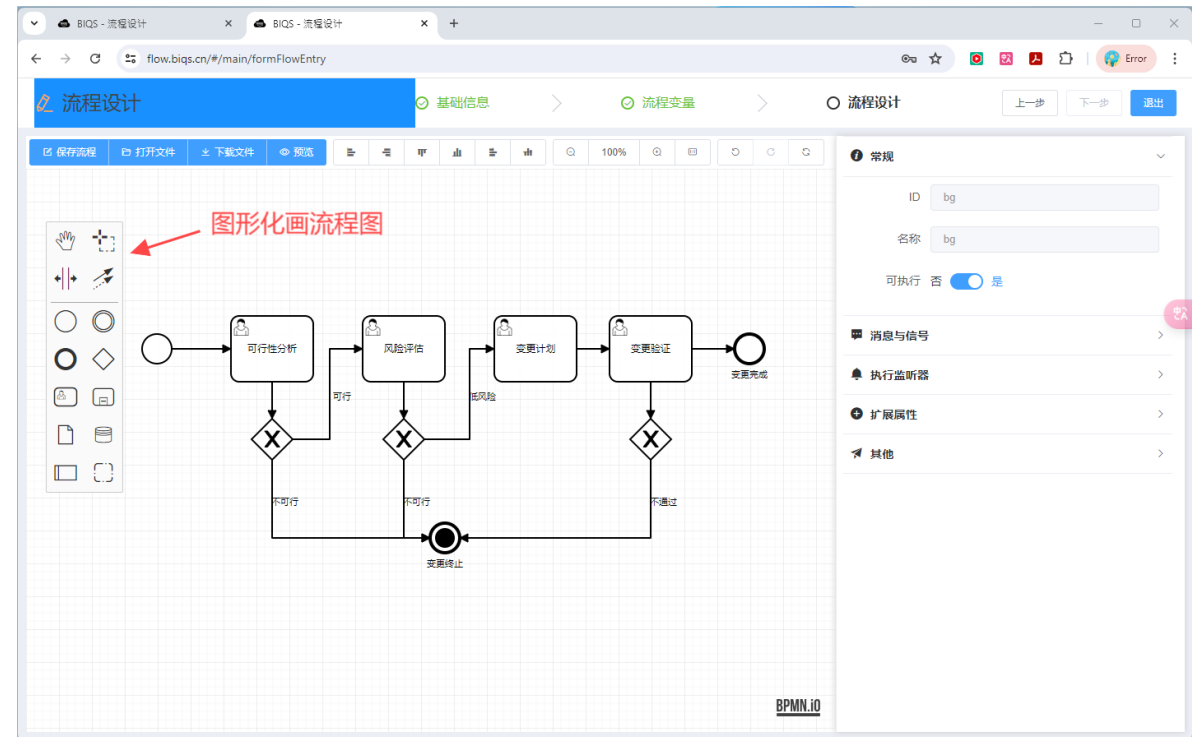 BIQS - 流程设计
BIQS - 流程设计
flow.biqs.cn/#/main/formFlowEntry
Error
流程设计
基础信息
流程变量
流程设计
上一步
下一步
退出
保存流程
打开文件
下载文件
预览
100%
常规
ID
bg
名称
bg
可执行
否
是
消息与信号
执行监听器
扩展属性
其他
图形化画流程图
可行性分析
风险评估
变更计划
变更验证
变更完成
可行
低风险
X
X
X
不可行
不可行
不通过
变更终止
BPMN.iO